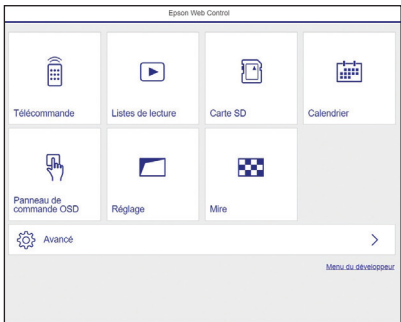 Epson Web Control
Télécommande
Listes de lecture
Carte SD
Calendrier
Panneau de
commande OSD
Réglage
Mire
Avancé
Menu du développeur